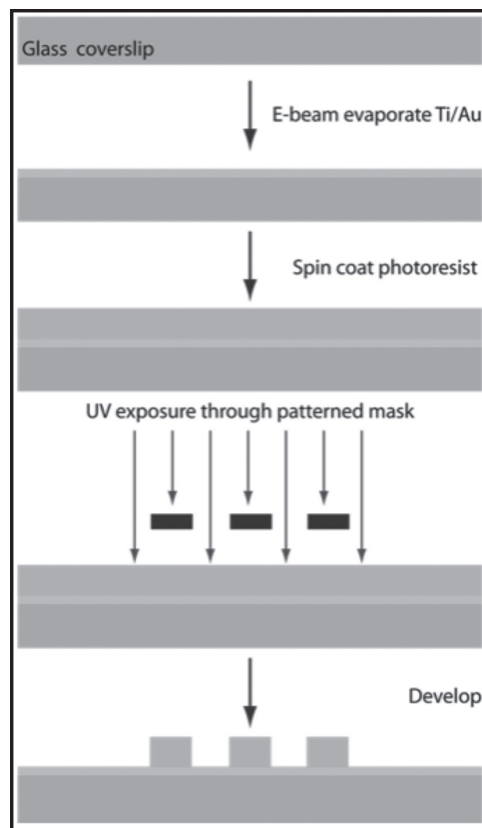 Glass coverslip
E-beam evaporate Ti/Au
Spin coat photoresist
UV exposure through patterned mask
Develop